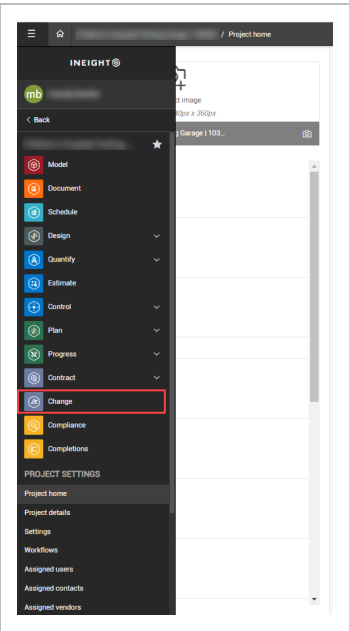 / Project home
INEIGHT
mb
< Back
ct image
40px x 360px
g Garage | 103...
Model
Document
Schedule
Design
Quantify
Estimate
Control
Plan
Progress
Contract
Change
Compliance
Completions
PROJECT SETTINGS
Project home
Project details
Settings
Workflows
Assigned users
Assigned contacts
Assigned vendors